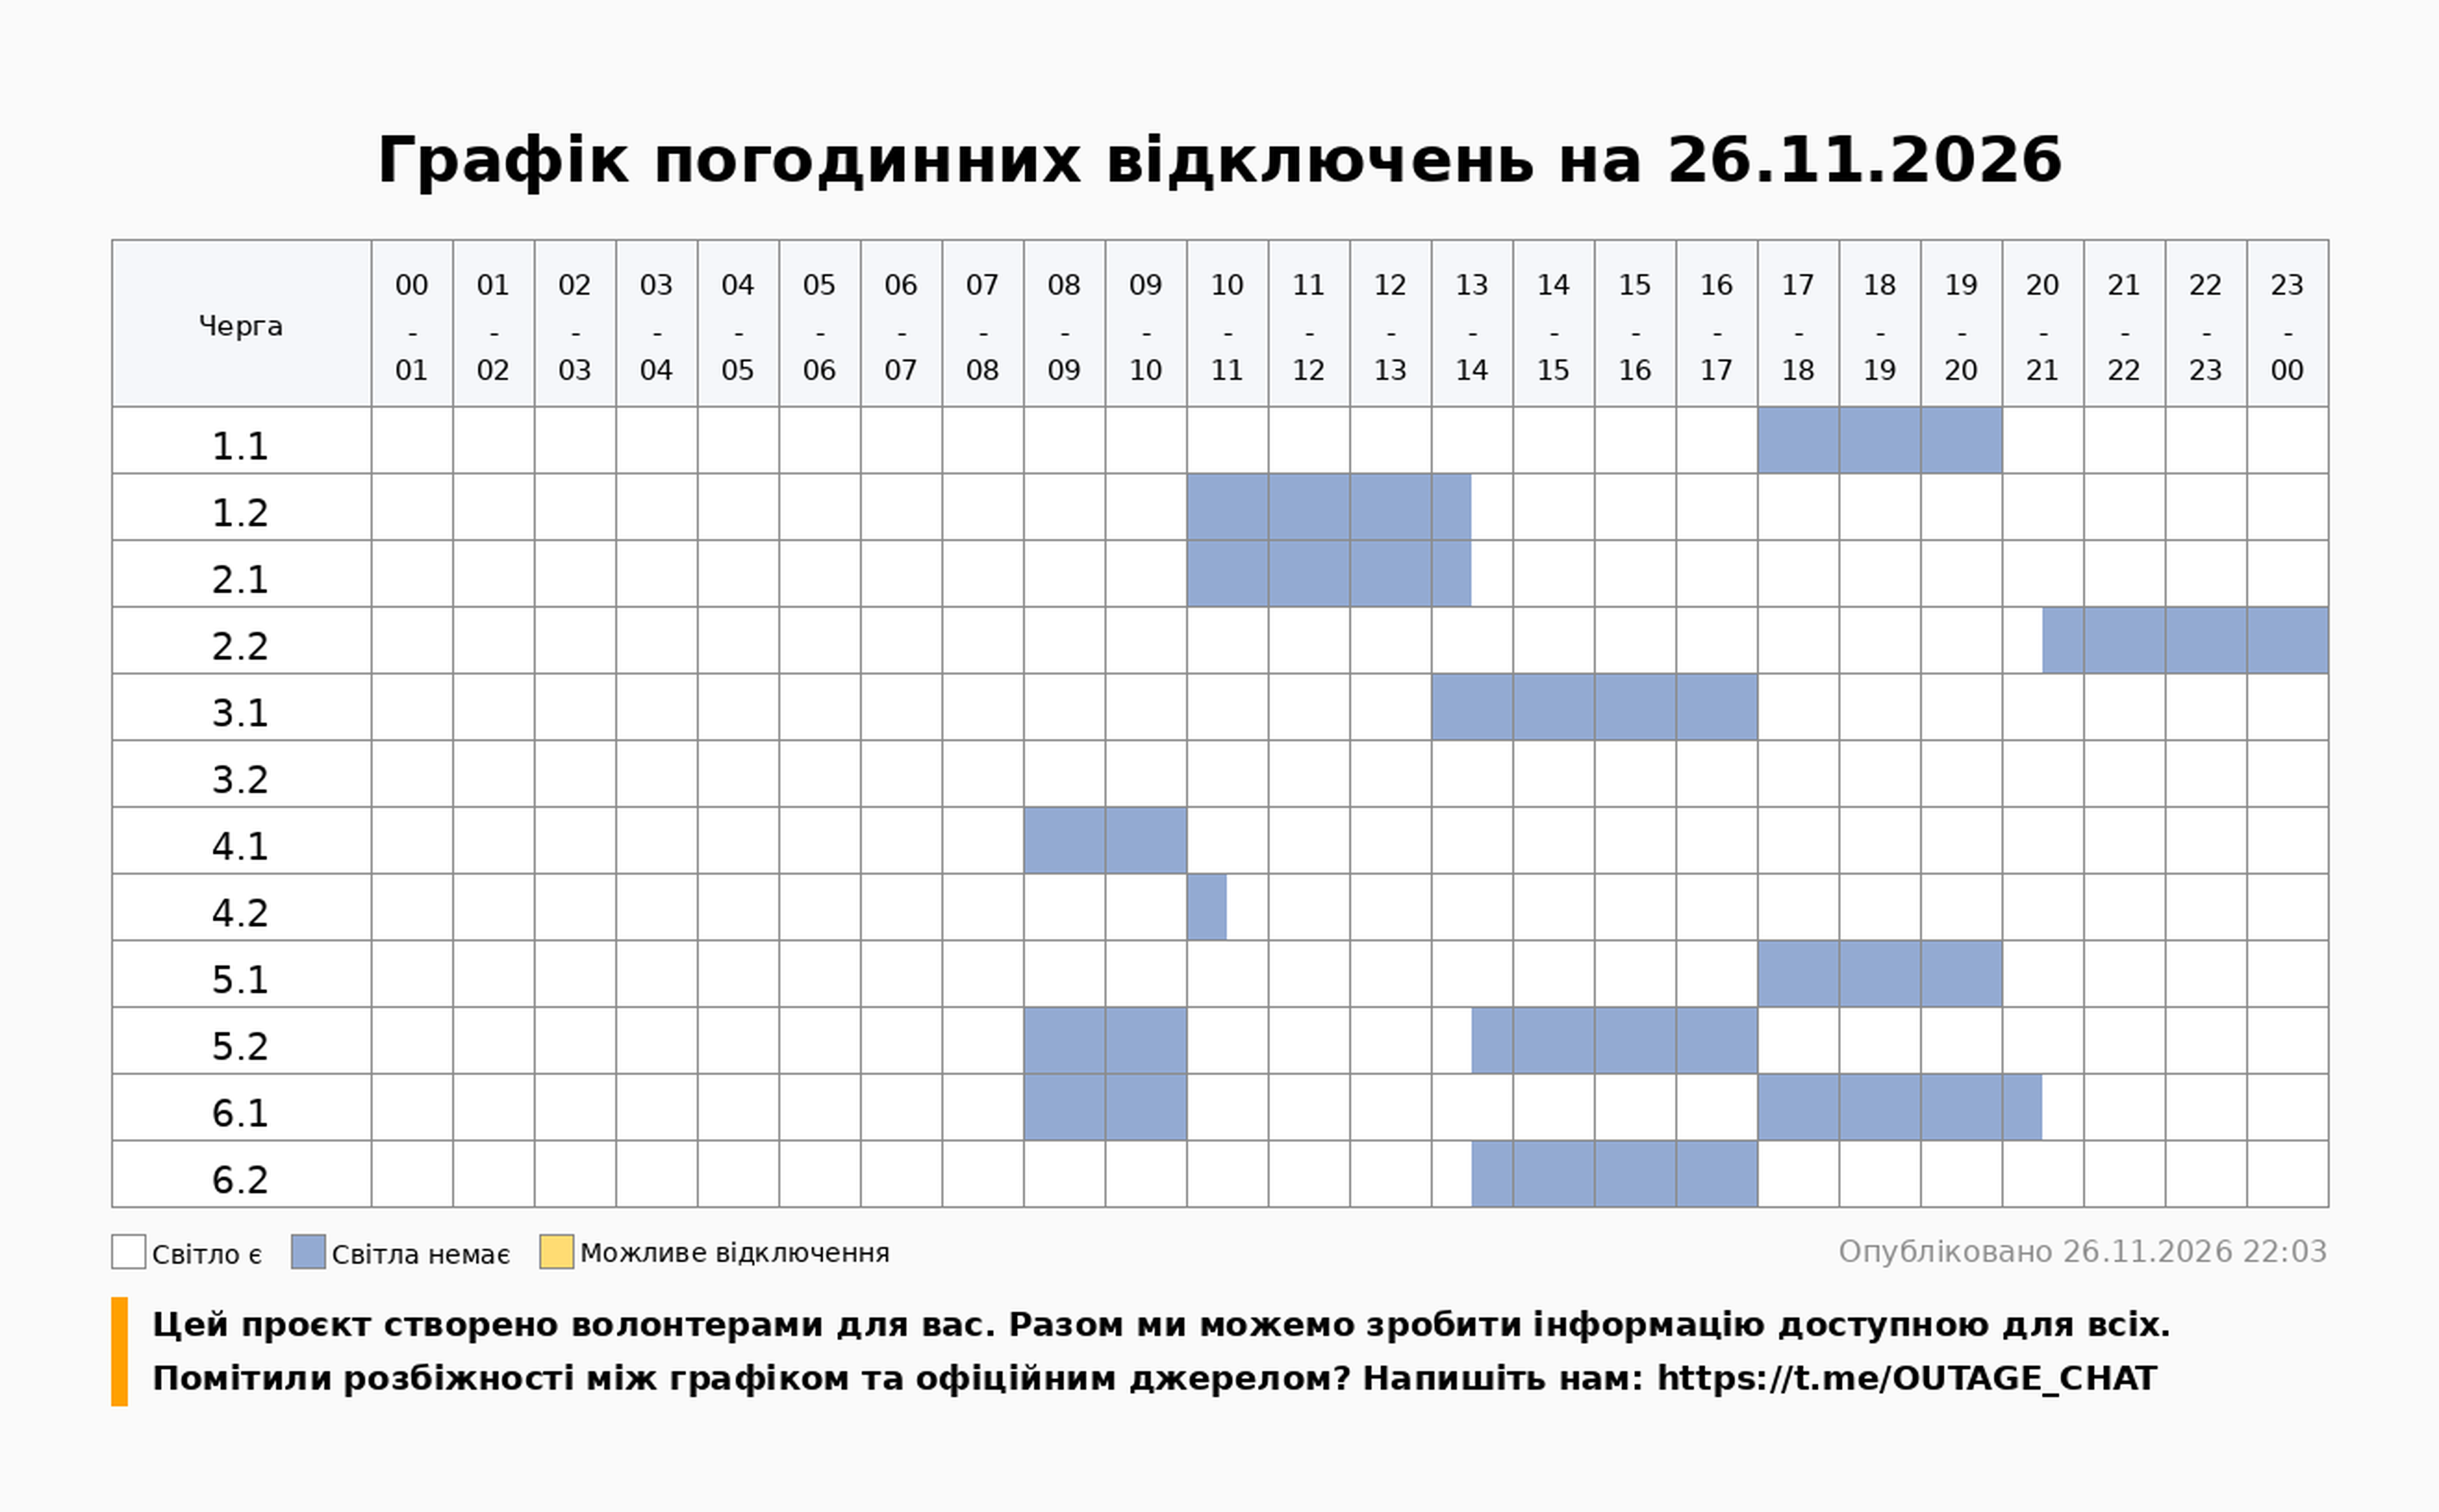 Графік погодинних відключень на 26.11.2026
Черга 00 - 01 01 - 02 02 - 03 03 - 04 04 - 05 05 - 06 06 - 07 07 - 08 08 - 09 09 - 10 10 - 11 11 - 12 12 - 13 13 - 14 14 - 15 15 - 16 16 - 17 17 - 18 18 - 19 19 - 20 20 - 21 21 - 22 22 - 23 23 - 00
1.1
1.2
2.1
2.2
3.1
3.2
4.1
4.2
5.1
5.2
6.1
6.2
Світло є Світла немає Можливе відключення Опубліковано 26.11.2026 22:03
Цей проєкт створено волонтерами для вас. Разом ми можемо зробити інформацію доступною для всіх.
Помітили розбіжності між графіком та офіційним джерелом? Напишіть нам: https://t.me/OUTAGE_CHAT